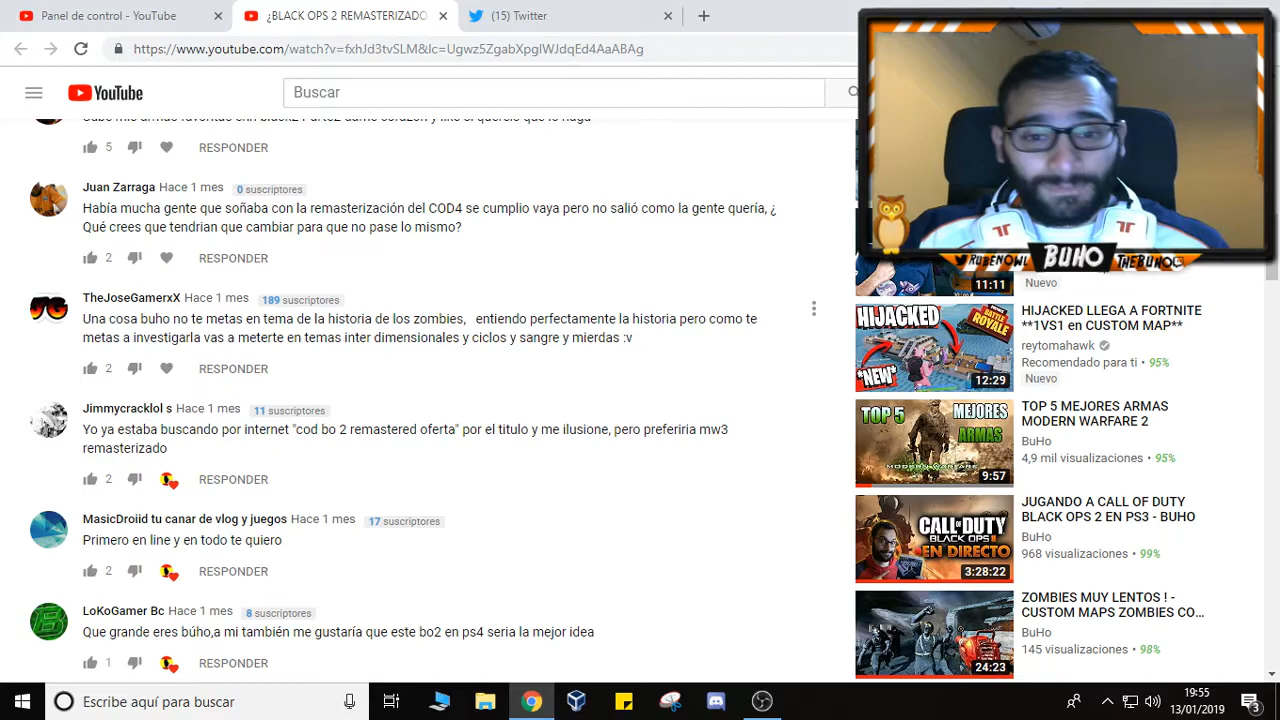 Panel de control - YouTube
¿BLACK OPS 2 REMASTERIZADO
(15) Twitter
https://www.youtube.com/watch?v=fxhJd3tvSLM&lc=Ugwz5ZgabXpglWJdqEd4AaABAg
YouTube
Buscar
5
RESPONDER
Juan Zarraga Hace 1 mes 0 suscriptores
Había mucha gente que soñaba con la remasterización del COD4 se cumplio vaya pero no salió como la gente quería, ¿
Qué crees que tendrian que cambiar para que no pase lo mismo?
2
RESPONDER
TheJoseGamerxX Hace 1 mes 189 suscriptores
Una cosa buho no te metas en tema de la historia de los zombies, entiendo perfectamente la historia pero como te
metas a investigarla vas a meterte en temas inter dimensionales y ciclos y sangre y mierdas :v
2
RESPONDER
Jimmycracklol s Hace 1 mes 11 suscriptores
Yo ya estaba buscando por internet "cod bo 2 remastered oferta" por el titulo y me ilusione, pero preferiria mw3
remasterizado
2
RESPONDER
MasicDroiid tu canar de vlog y juegos Hace 1 mes 17 suscriptores
Primero en line y en todo te quiero
2
RESPONDER
LoKoGamer Bc Hace 1 mes 8 suscriptores
Que grande eres búho,a mi también me gustaría que este bo2 en ps4 seria la mejor idea
1
RESPONDER
RUBENOWL
BUHO
THEBUHO
11:11
Nuevo
HIJACKED
BATTLE
ROYALE
*NEW*
12:29
HIJACKED LLEGA A FORTNITE
**1VS1 en CUSTOM MAP**
reytomahawk
Recomendado para ti • 95%
Nuevo
TOP 5
MEJORES
ARMAS
MODERN WARFARE 2
9:57
TOP 5 MEJORES ARMAS
MODERN WARFARE 2
BuHo
4,9 mil visualizaciones • 95%
CALL OF DUTY
BLACK OPS II
EN DIRECTO
3:28:22
JUGANDO A CALL OF DUTY
BLACK OPS 2 EN PS3 - BUHO
BuHo
968 visualizaciones • 99%
24:23
ZOMBIES MUY LENTOS ! -
CUSTOM MAPS ZOMBIES CO...
BuHo
145 visualizaciones • 98%
Escribe aquí para buscar
19:55
13/01/2019
3